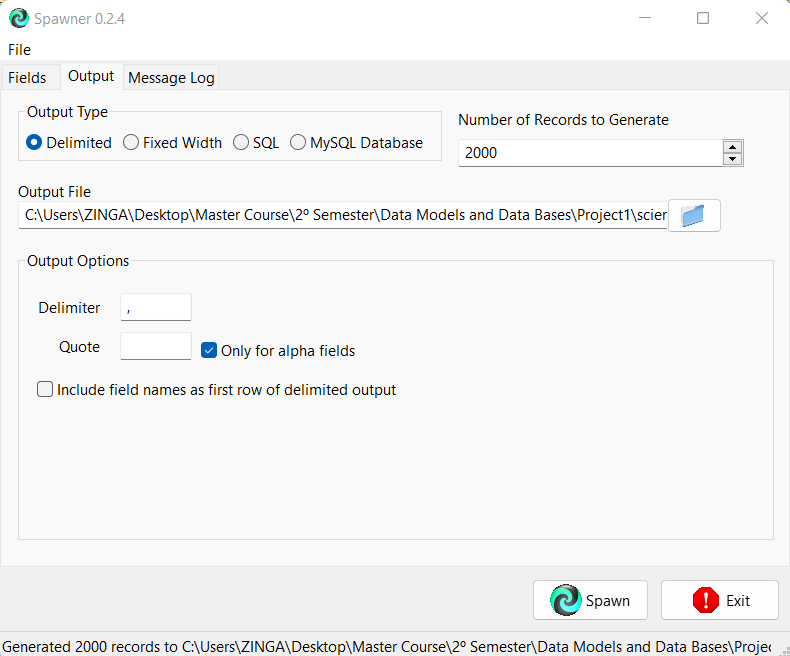 Spawner 0.2.4
File
Fields Output Message Log
Output Type
Delimited Fixed Width SQL MySQL Database
Number of Records to Generate
2000
Output File
C:\Users\ZINGA\Desktop\Master Course\2º Semester\Data Models and Data Bases\Project1\scier
Output Options
Delimiter ,
Quote Only for alpha fields
Include field names as first row of delimited output
Spawn Exit
Generated 2000 records to C:\Users\ZINGA\Desktop\Master Course\2º Semester\Data Models and Data Bases\Projec